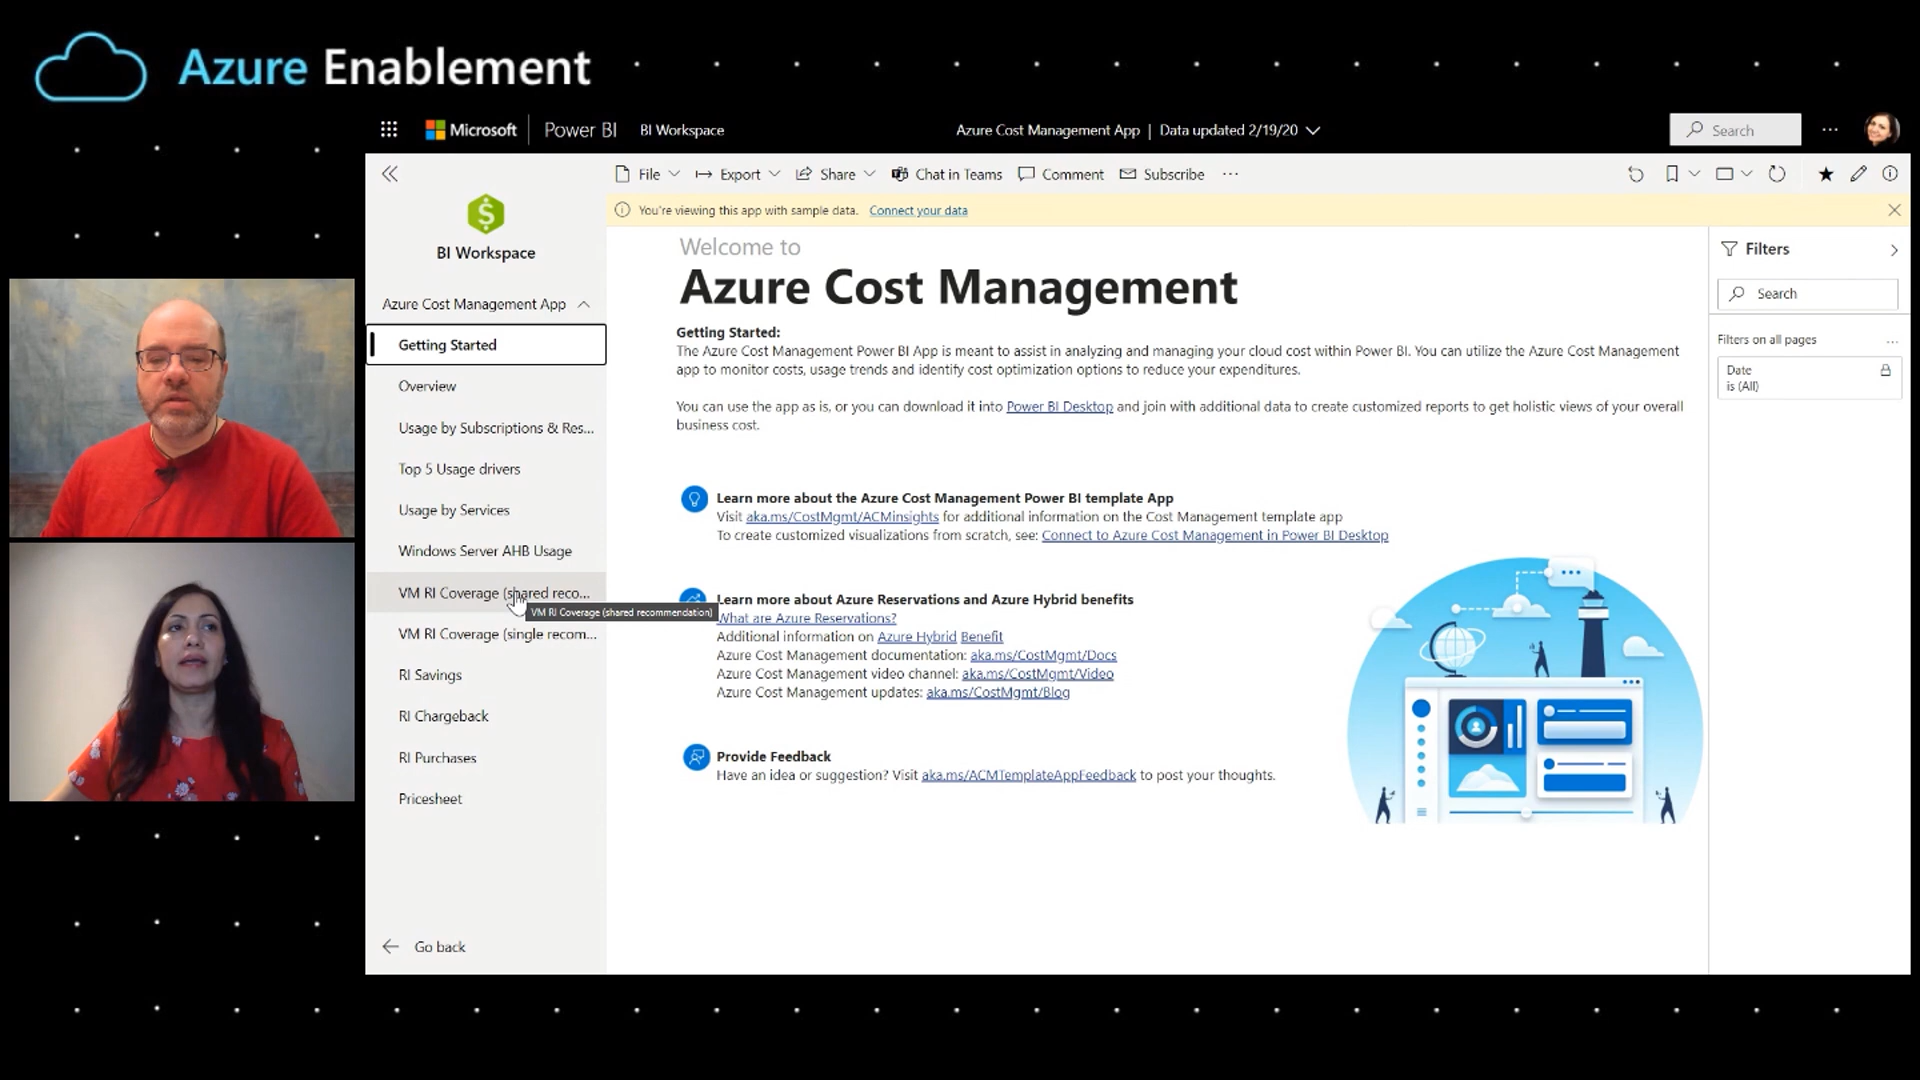 Azure Enablement
Microsoft
Power BI
BI Workspace
Azure Cost Management App | Data updated 2/19/20
Search
File
Export
Share
Chat in Teams
Comment
Subscribe
You're viewing this app with sample data. Connect your data
BI Workspace
Azure Cost Management App
Getting Started
Overview
Usage by Subscriptions & Res...
Top 5 Usage drivers
Usage by Services
Windows Server AHB Usage
VM RI Coverage (shared reco...
VM RI Coverage (shared recommendation)
VM RI Coverage (single recom...
RI Savings
RI Chargeback
RI Purchases
Pricesheet
Go back
Welcome to
Azure Cost Management
Getting Started:
The Azure Cost Management Power BI App is meant to assist in analyzing and managing your cloud cost within Power BI. You can utilize the Azure Cost Management
app to monitor costs, usage trends and identify cost optimization options to reduce your expenditures.
You can use the app as is, or you can download it into Power BI Desktop and join with additional data to create customized reports to get holistic views of your overall
business cost.
Learn more about the Azure Cost Management Power BI template App
Visit aka.ms/CostMgmt/ACMinsights for additional information on the Cost Management template app
To create customized visualizations from scratch, see: Connect to Azure Cost Management in Power BI Desktop
Learn more about Azure Reservations and Azure Hybrid benefits
What are Azure Reservations?
Additional information on Azure Hybrid Benefit
Azure Cost Management documentation: aka.ms/CostMgmt/Docs
Azure Cost Management video channel: aka.ms/CostMgmt/Video
Azure Cost Management updates: aka.ms/CostMgmt/Blog
Provide Feedback
Have an idea or suggestion? Visit aka.ms/ACMTemplateAppFeedback to post your thoughts.
Filters
Search
Filters on all pages
Date
is (All)